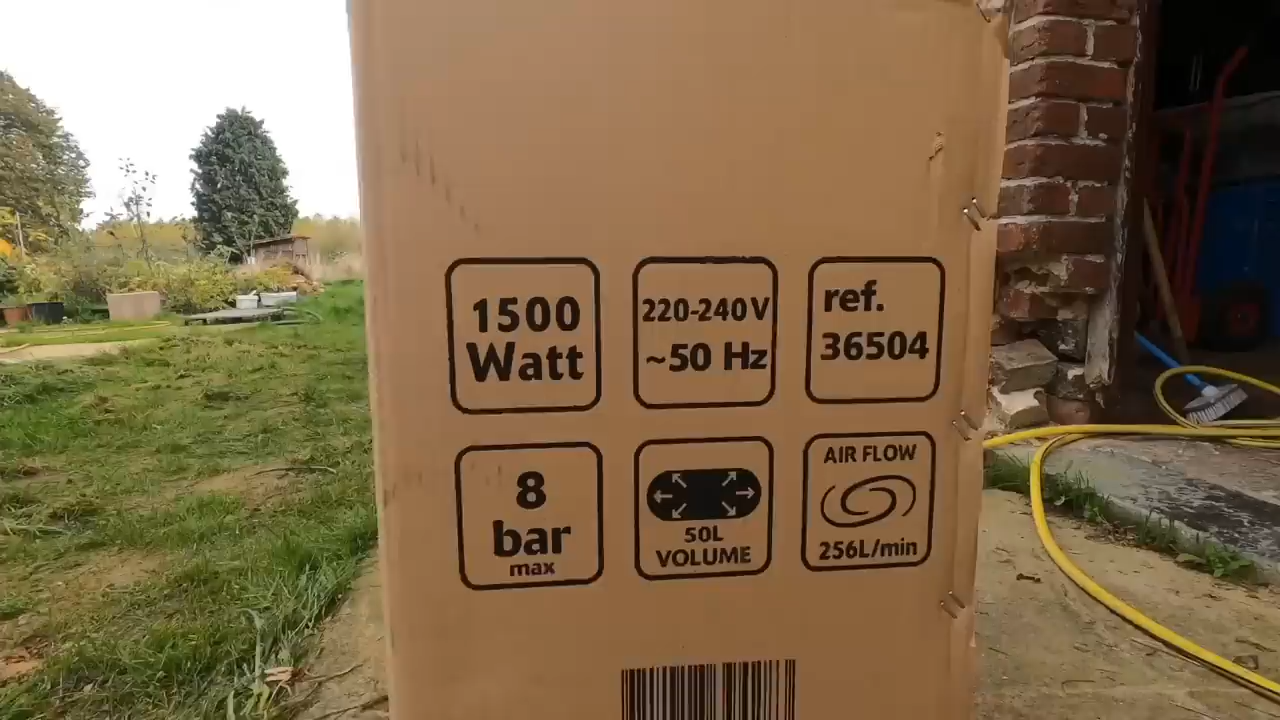 1500
Watt
220-240V
~50 Hz
ref.
36504
8
bar
max
50L
VOLUME
AIR FLOW
256L/min